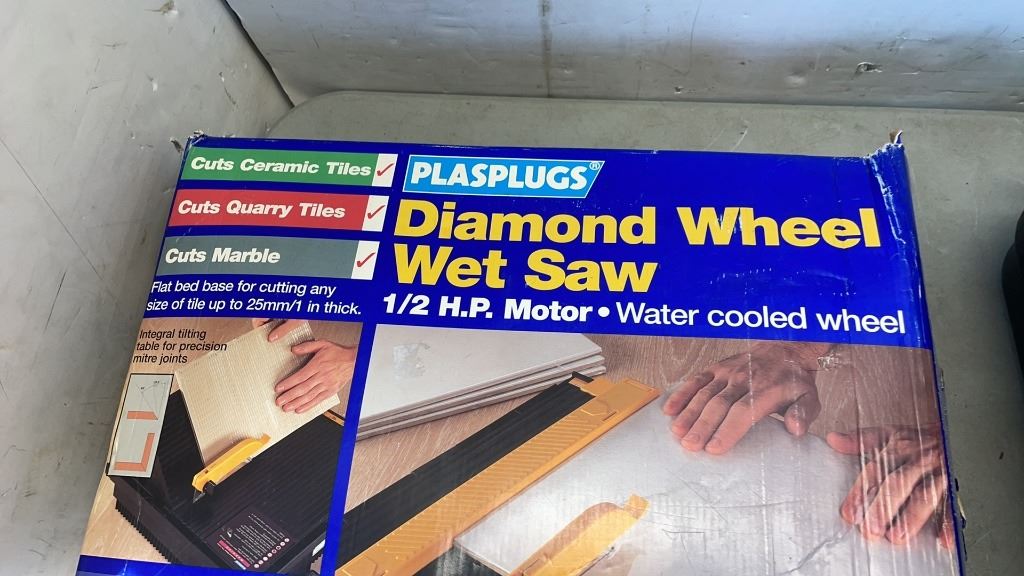 Cuts Ceramic Tiles
Cuts Quarry Tiles
Cuts Marble
Flat bed base for cutting any
size of tile up to 25mm/1 in thick.
PLASPLUGS®
Diamond Wheel
Wet Saw
1/2 H.P. Motor • Water cooled wheel
Integral tilting
table for precision
mitre joints